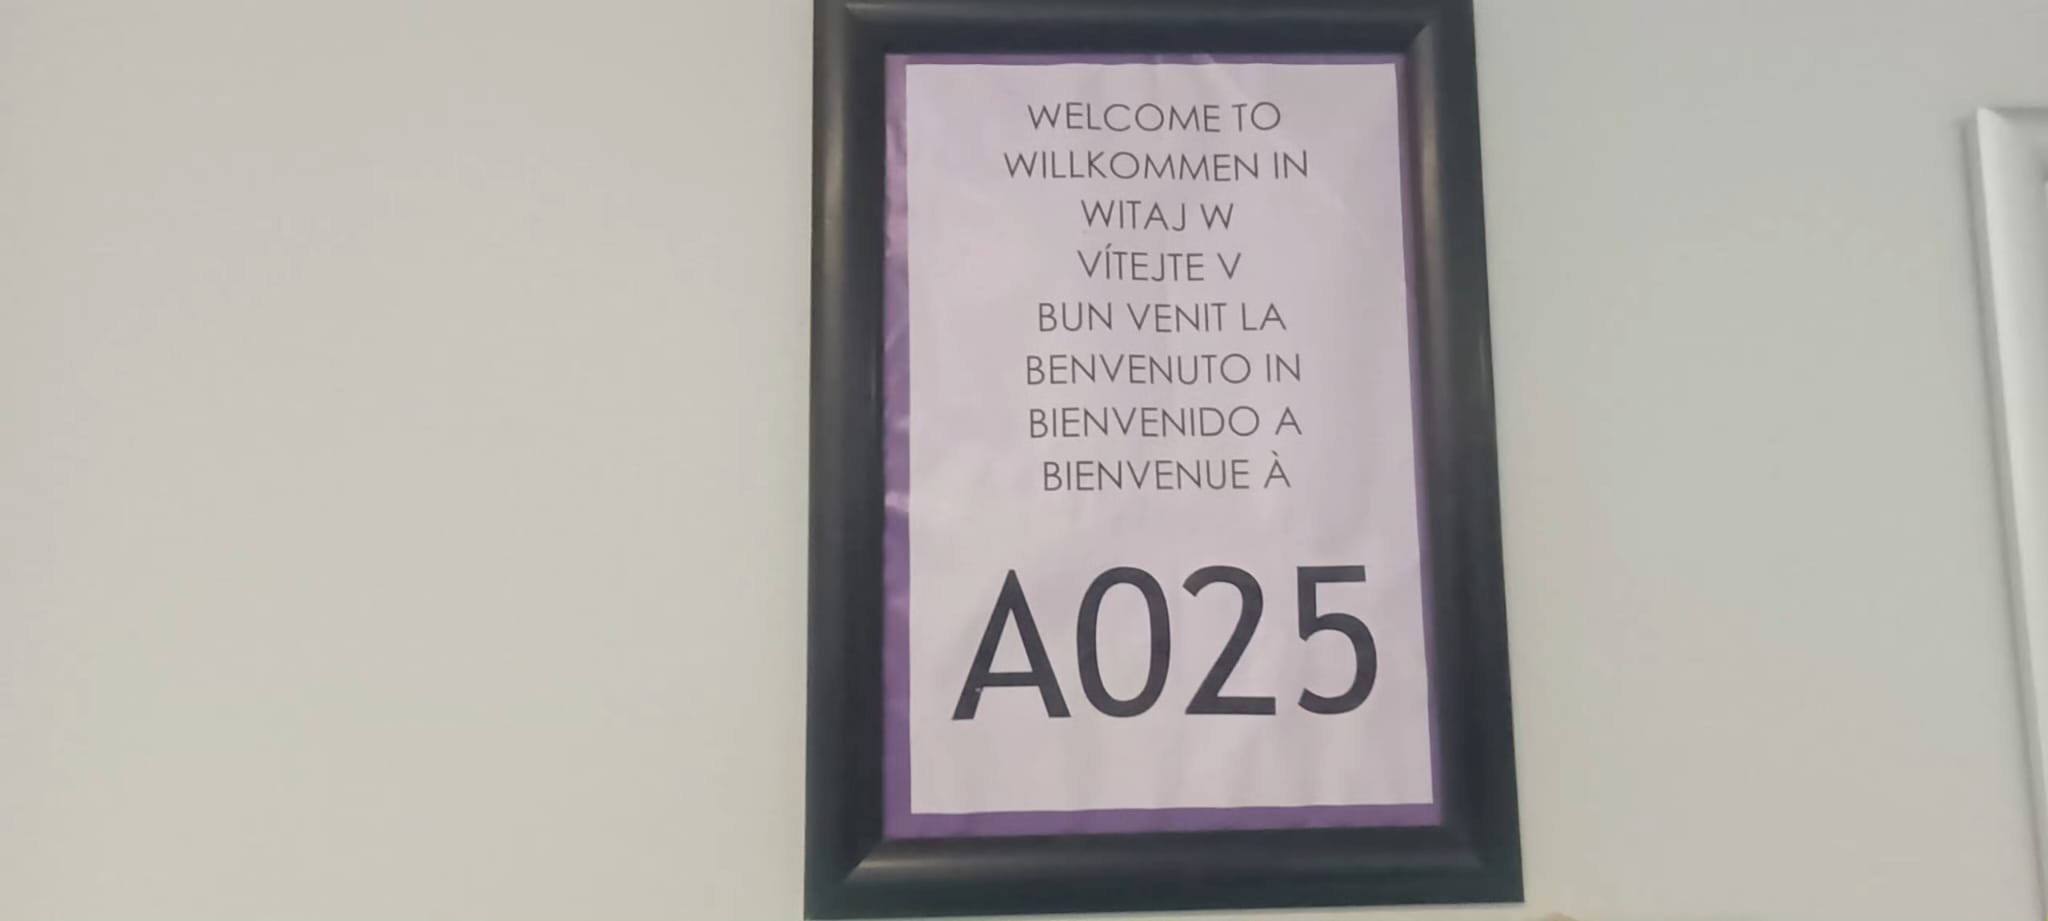 WELCOME TO
WILLKOMMEN IN
WITAJ W
VÍTEJTE V
BUN VENIT LA
BENVENUTO IN
BIENVENIDO A
BIENVENUE À
A025